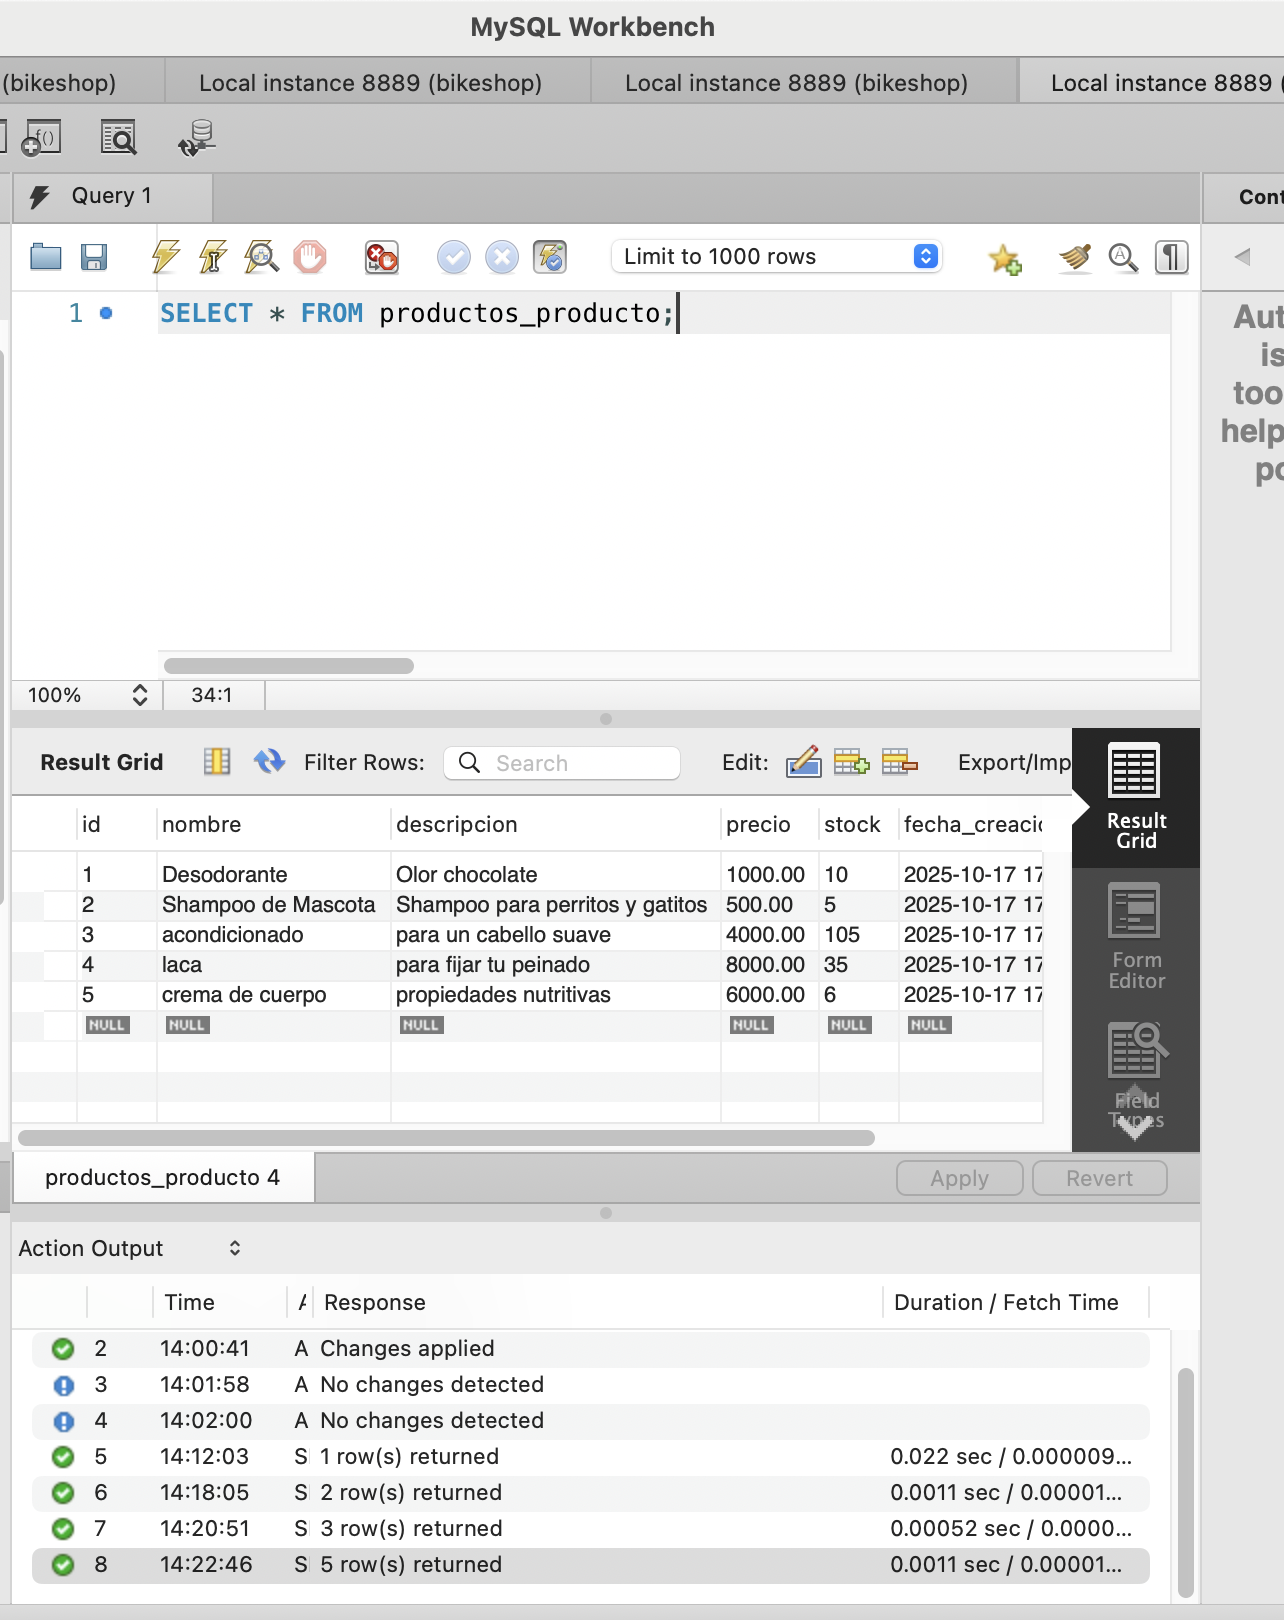 MySQL Workbench
(bikeshop) Local instance 8889 (bikeshop) Local instance 8889 (bikeshop) Local instance 8889 (
f()
Query 1
Limit to 1000 rows
1 SELECT * FROM productos_producto;
100% 34:1
Result Grid Filter Rows: Search Edit: Export/Imp
id nombre descripcion precio stock fecha_creacio
1 Desodorante Olor chocolate 1000.00 10 2025-10-17 17
2 Shampoo de Mascota Shampoo para perritos y gatitos 500.00 5 2025-10-17 17
3 acondicionado para un cabello suave 4000.00 105 2025-10-17 17
4 laca para fijar tu peinado 8000.00 35 2025-10-17 17
5 crema de cuerpo propiedades nutritivas 6000.00 6 2025-10-17 17
NULL NULL NULL NULL NULL NULL
Result
Grid
Form
Editor
Field
Types
Cont
Aut
is
too
help
po
productos_producto 4 Apply Revert
Action Output
Time A Response Duration / Fetch Time
2 14:00:41 A Changes applied
3 14:01:58 A No changes detected
4 14:02:00 A No changes detected
5 14:12:03 S 1 row(s) returned 0.022 sec / 0.000009...
6 14:18:05 S 2 row(s) returned 0.0011 sec / 0.00001...
7 14:20:51 S 3 row(s) returned 0.00052 sec / 0.0000...
8 14:22:46 S 5 row(s) returned 0.0011 sec / 0.00001...